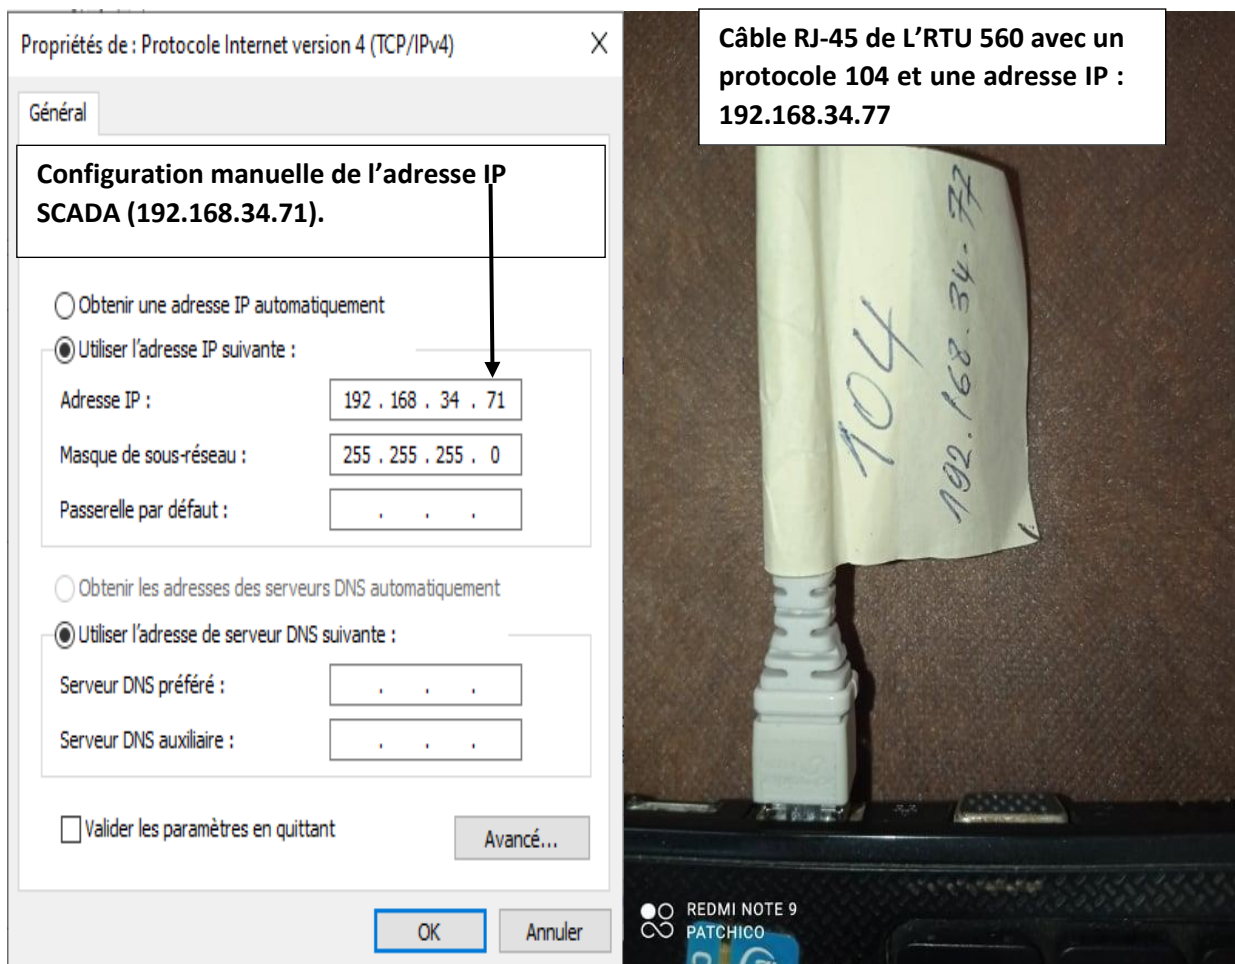 Propriétés de : Protocole Internet version 4 (TCP/IPv4)
Général
Configuration manuelle de l’adresse IP
SCADA (192.168.34.71).
Obtenir une adresse IP automatiquement
Utiliser l’adresse IP suivante :
Adresse IP : 192 . 168 . 34 . 71
Masque de sous-réseau : 255 . 255 . 255 . 0
Passerelle par défaut : . . .
Obtenir les adresses des serveurs DNS automatiquement
Utiliser l’adresse de serveur DNS suivante :
Serveur DNS préféré : . . .
Serveur DNS auxiliaire : . . .
Valider les paramètres en quittant
Avancé...
OK Annuler
Câble RJ-45 de L’RTU 560 avec un
protocole 104 et une adresse IP :
192.168.34.77
104
192.168.34.77
REDMI NOTE 9
PATCHICO